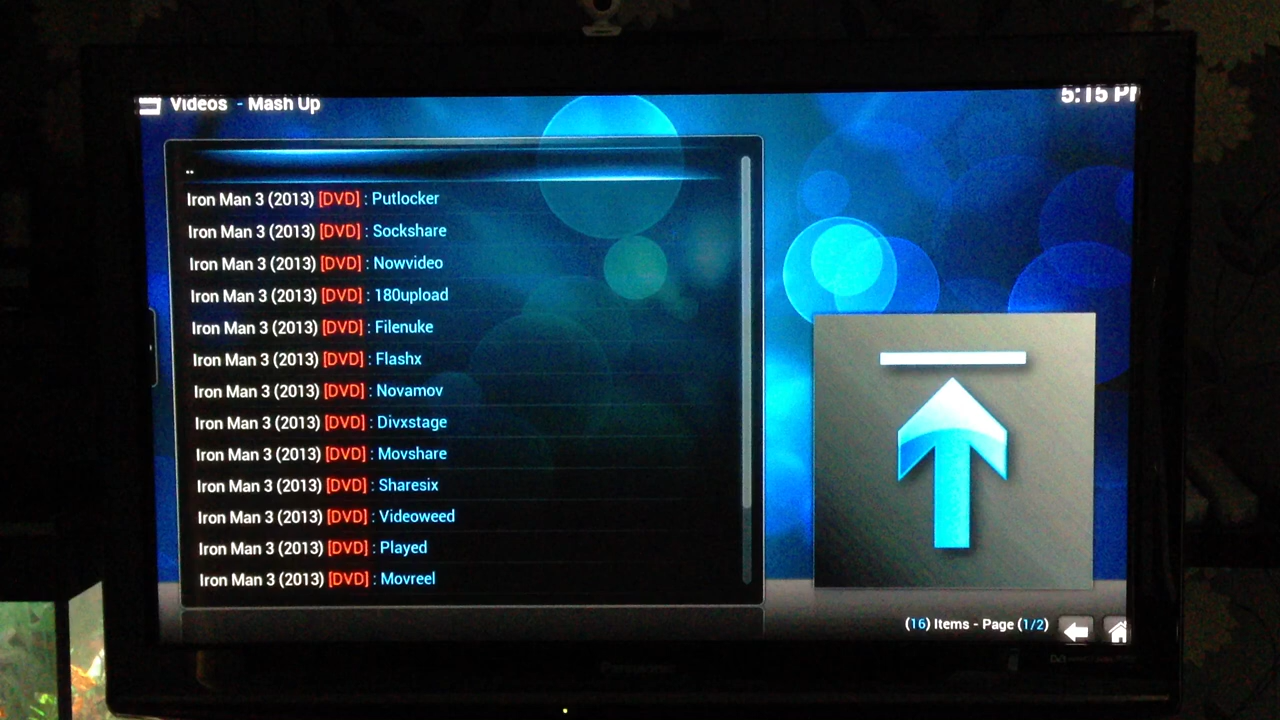 Videos - Mash Up
5:15 PM
..
Iron Man 3 (2013) [DVD] : Putlocker
Iron Man 3 (2013) [DVD] : Sockshare
Iron Man 3 (2013) [DVD] : Nowvideo
Iron Man 3 (2013) [DVD] : 180upload
Iron Man 3 (2013) [DVD] : Filenuke
Iron Man 3 (2013) [DVD] : Flashx
Iron Man 3 (2013) [DVD] : Novamov
Iron Man 3 (2013) [DVD] : Divxstage
Iron Man 3 (2013) [DVD] : Movshare
Iron Man 3 (2013) [DVD] : Sharesix
Iron Man 3 (2013) [DVD] : Videoweed
Iron Man 3 (2013) [DVD] : Played
Iron Man 3 (2013) [DVD] : Movreel
(16) Items - Page (1/2)
Panasonic